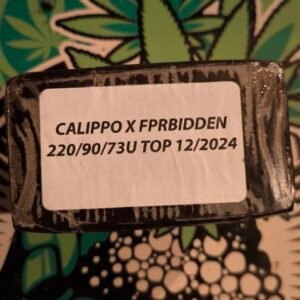 CALIPPO X FPRBIDDEN
220/90/73U TOP 12/2024